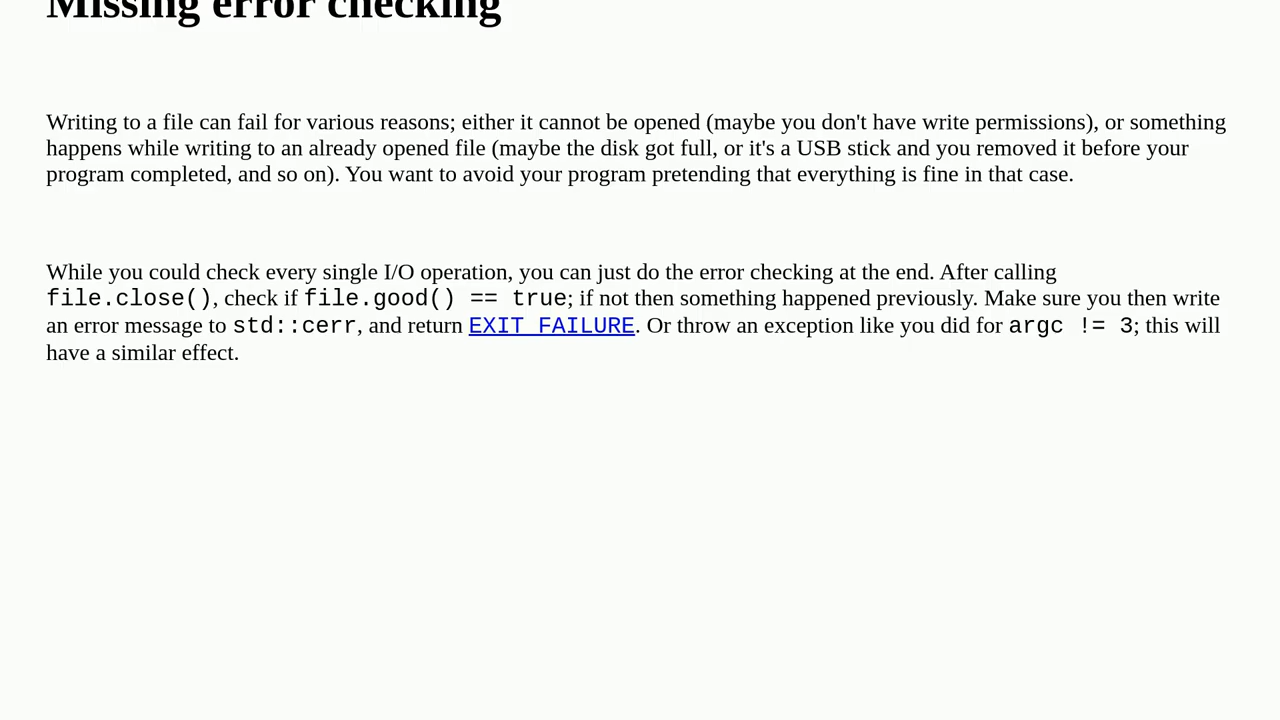 Missing error checking
Writing to a file can fail for various reasons; either it cannot be opened (maybe you don't have write permissions), or something
happens while writing to an already opened file (maybe the disk got full, or it's a USB stick and you removed it before your
program completed, and so on). You want to avoid your program pretending that everything is fine in that case.
While you could check every single I/O operation, you can just do the error checking at the end. After calling
file.close(), check if file.good() == true; if not then something happened previously. Make sure you then write
an error message to std::cerr, and return EXIT_FAILURE. Or throw an exception like you did for argc != 3; this will
have a similar effect.